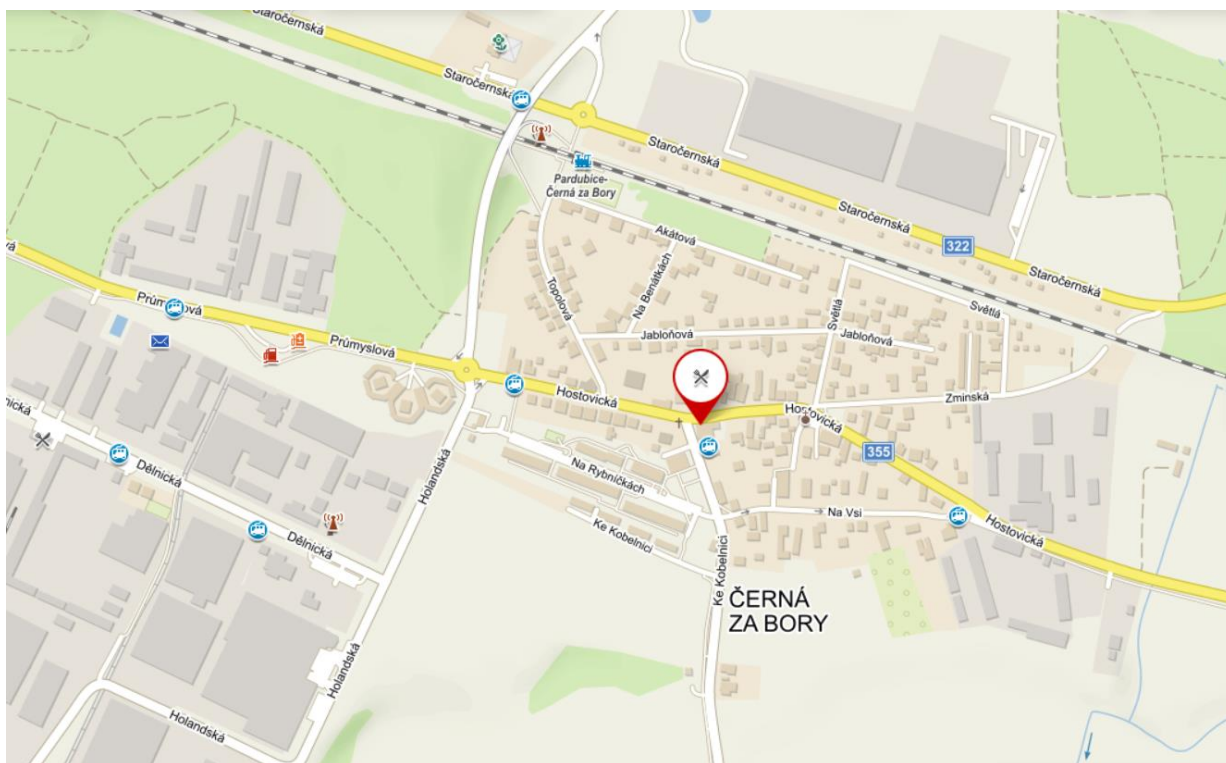 Staročernská
Staročernská
Staročernská
Pardubice-
Černá za Bory
Staročernská
322
Staročernská
Akátová
Na Benátkách
Topolová
Světlá
Světlá
Průmyslová
Průmyslová
Jabloňová
Jabloňová
Hostovická
Hostovická
Zminská
355
Dělnická
Holandská
Na Rybníčkách
Na Vsi
Hostovická
Ke Kobelnici
Ke Kobelnici
Dělnická
ČERNÁ
ZA BORY
Holandská
Holandská